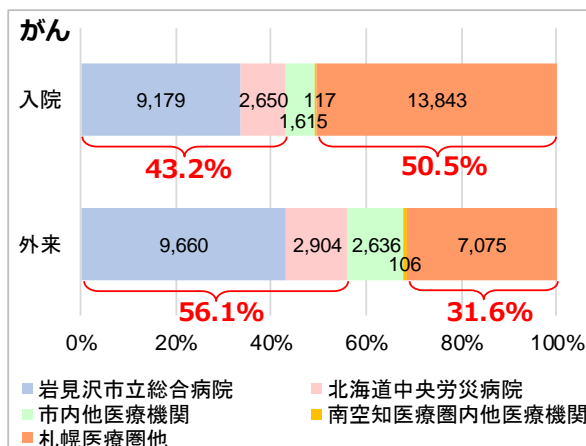 がん
入院
9,179
2,650
1,615
117
13,843
43.2%
50.5%
外来
9,660
2,904
2,636
106
7,075
56.1%
31.6%
0% 20% 40% 60% 80% 100%
岩見沢市立総合病院 北海道中央労災病院
市内他医療機関 南空知医療圏内他医療機関
札幌医療圏他